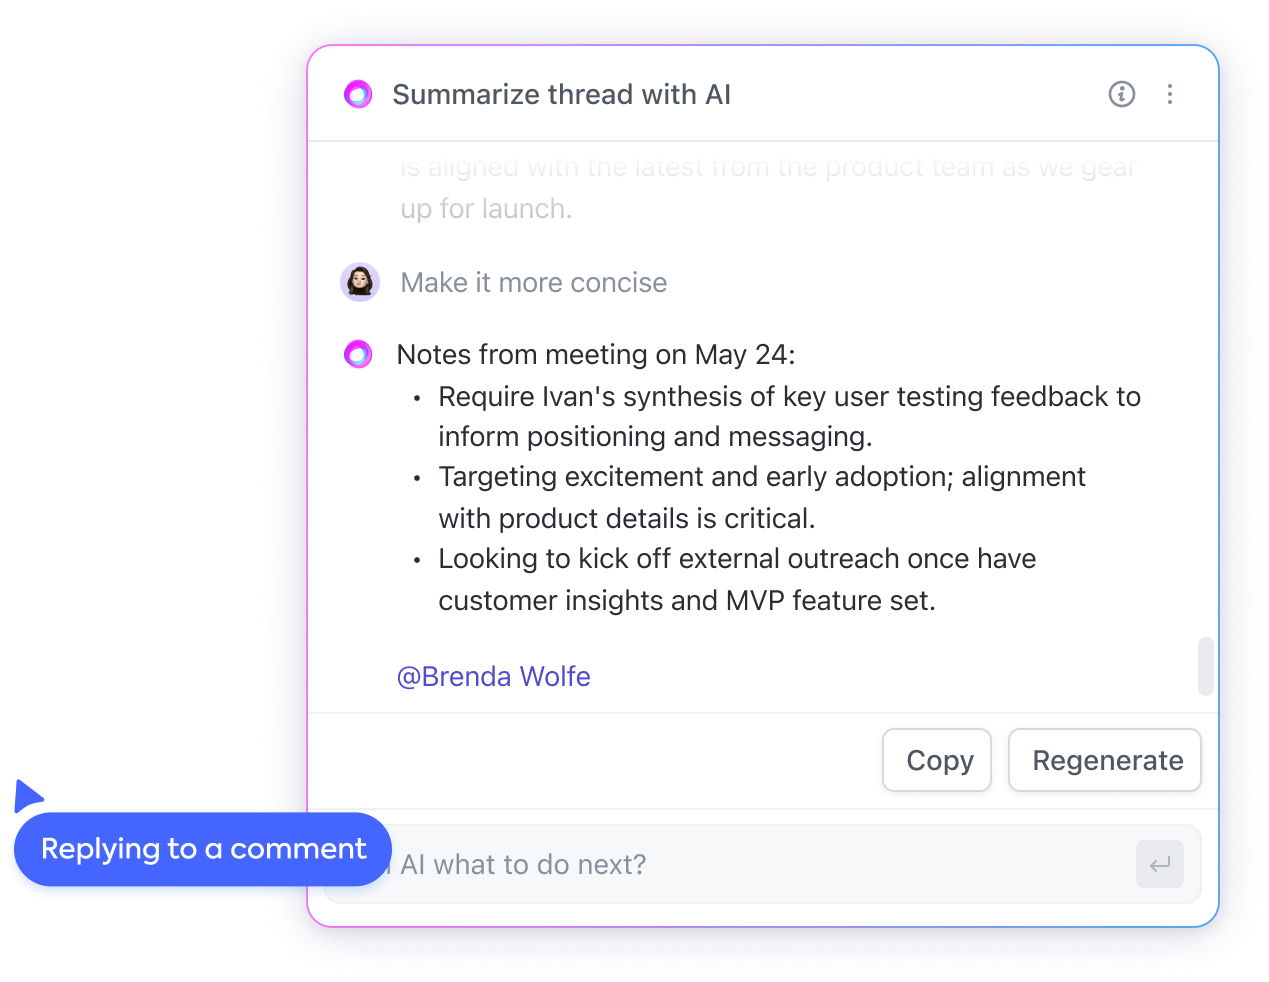 Summarize thread with AI
is aligned with the latest from the product team as we gear
up for launch.
Make it more concise
Notes from meeting on May 24:
• Require Ivan's synthesis of key user testing feedback to
inform positioning and messaging.
• Targeting excitement and early adoption; alignment
with product details is critical.
• Looking to kick off external outreach once have
customer insights and MVP feature set.
@Brenda Wolfe
Copy
Regenerate
Replying to a comment
AI what to do next?